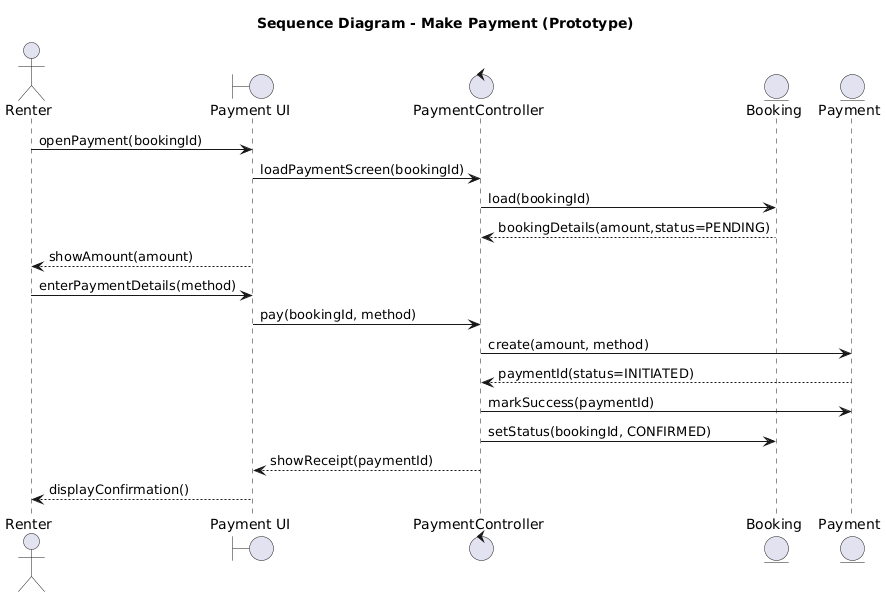 Sequence Diagram - Make Payment (Prototype)
Renter
Payment UI
PaymentController
Booking
Payment
openPayment(bookingId)
loadPaymentScreen(bookingId)
load(bookingId)
bookingDetails(amount,status=PENDING)
showAmount(amount)
enterPaymentDetails(method)
pay(bookingId, method)
create(amount, method)
paymentId(status=INITIATED)
markSuccess(paymentId)
setStatus(bookingId, CONFIRMED)
showReceipt(paymentId)
displayConfirmation()
Renter
Payment UI
PaymentController
Booking
Payment